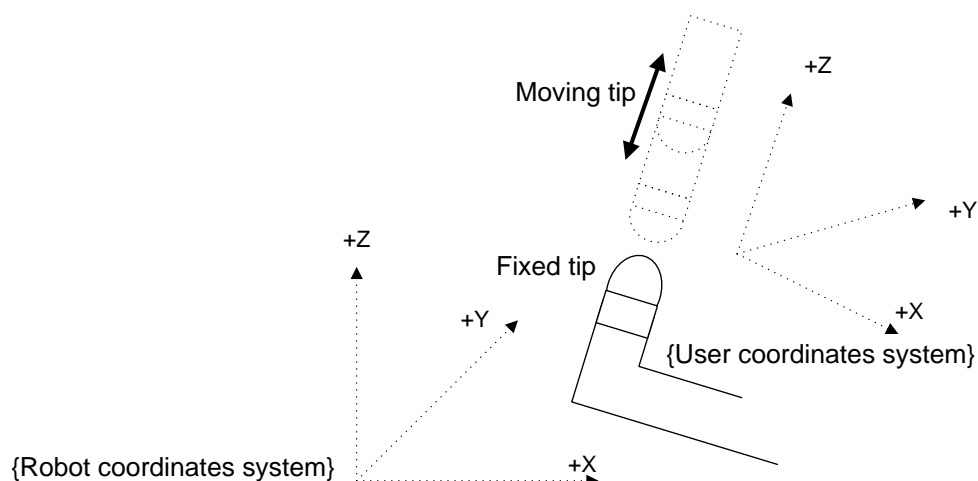 +Z
Moving tip
+Y
+Z
Fixed tip
+Y
+X
{User coordinates system}
{Robot coordinates system}
+X